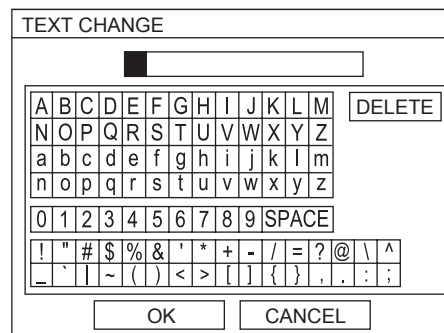 TEXT CHANGE
A B C D E F G H I J K L M DELETE
N O P Q R S T U V W X Y Z
a b c d e f g h i j k l m
n o p q r s t u v w x y z
0 1 2 3 4 5 6 7 8 9 SPACE
! " # $ % & ' * + - / = ? @ \ ^
_ ` | ~ ( ) < > [ ] { } , . : ;
OK CANCEL